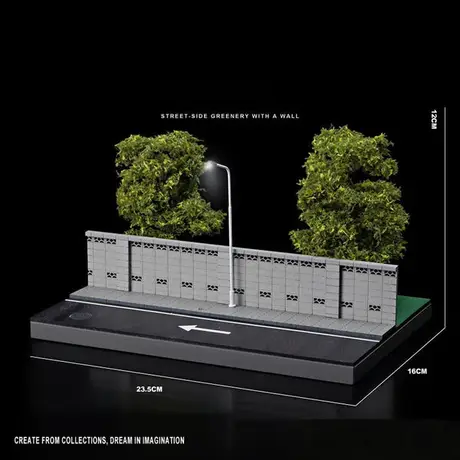 STREET-SIDE GREENERY WITH A WALL
12CM
16CM
23.5CM
CREATE FROM COLLECTIONS, DREAM IN IMAGINATION